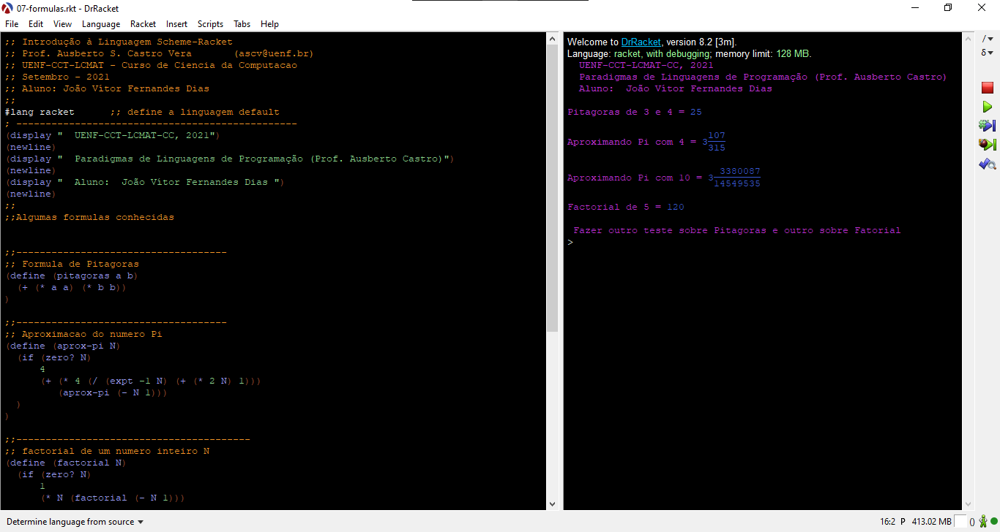 07-formulas.rkt - DrRacket
File Edit View Language Racket Insert Scripts Tabs Help
;; Introdução à Linguagem Scheme-Racket
;; Prof. Ausberto S. Castro Vera       (ascv@uenf.br)
;; UENF-CCT-LCMAT - Curso de Ciencia da Computacao
;; Setembro - 2021
;; Aluno: João Vítor Fernandes Dias
;;
#lang racket      ;; define a linguagem default
; ------------------------------------------------
(display "  UENF-CCT-LCMAT-CC, 2021")
(newline)
(display "  Paradigmas de Linguagens de Programação (Prof. Ausberto Castro)")
(newline)
(display "  Aluno:  João Vítor Fernandes Dias ")
(newline)
;;
;;Algumas formulas conhecidas
;;------------------------------------
;; Formula de Pitagoras
(define (pitagoras a b)
  (+ (* a a) (* b b))
)
;;------------------------------------
;; Aproximacao do numero Pi
(define (aprox-pi N)
  (if (zero? N)
      4
      (+ (* 4 (/ (expt -1 N) (+ (* 2 N) 1)))
         (aprox-pi (- N 1)))
  )
)
;;----------------------------------------
;; factorial de um numero inteiro N
(define (factorial N)
  (if (zero? N)
      1
      (* N (factorial (- N 1)))
Welcome to DrRacket, version 8.2 [3m].
Language: racket, with debugging; memory limit: 128 MB.
  UENF-CCT-LCMAT-CC, 2021
  Paradigmas de Linguagens de Programação (Prof. Ausberto Castro)
  Aluno:  João Vítor Fernandes Dias
Pitagoras de 3 e 4 = 25
Aproximando Pi com 4 = 3 107/315
Aproximando Pi com 10 = 3 3380087/14549535
Factorial de 5 = 120
 Fazer outro teste sobre Pitagoras e outro sobre Fatorial
>
Determine language from source
16:2 P 413.02 MB ()